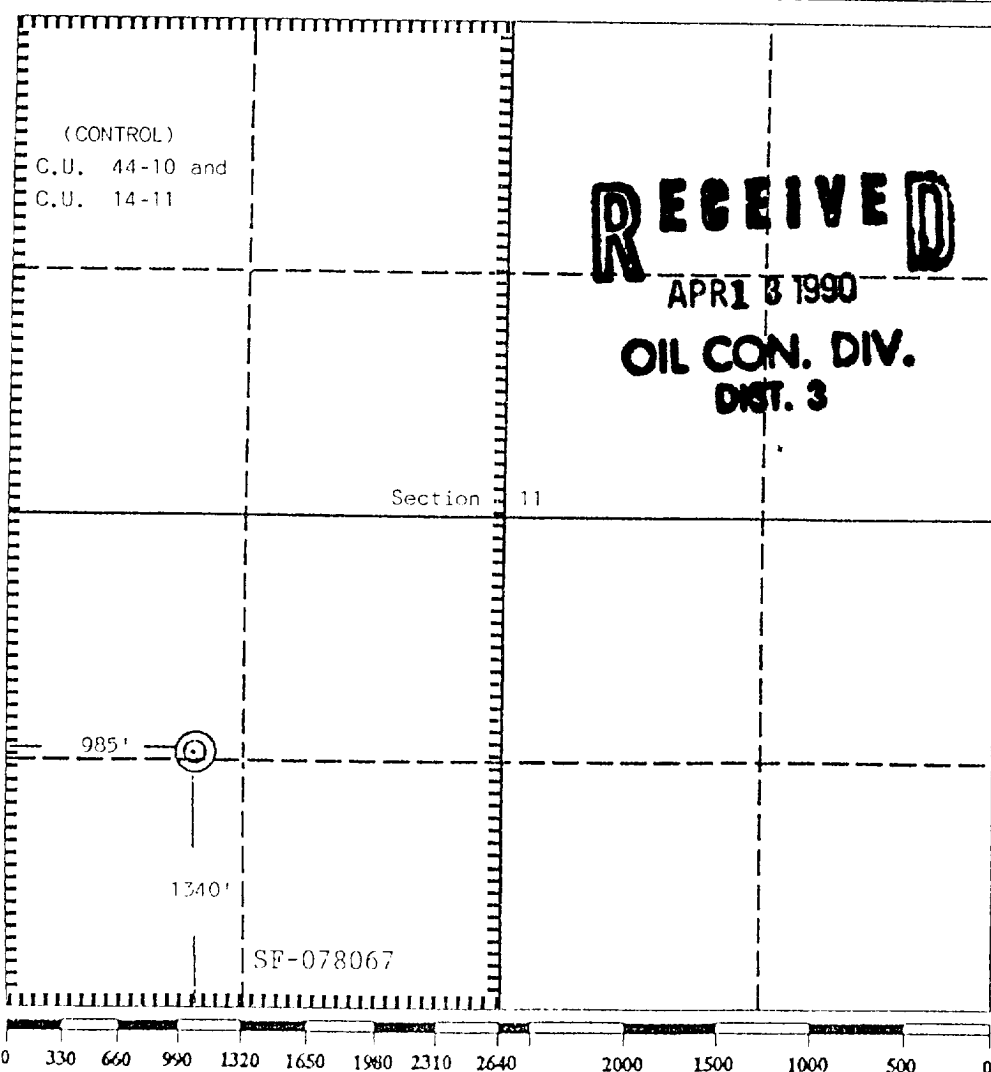 (CONTROL)
C.U. 44-10 and
C.U. 14-11
RECEIVED
APR 1 3 1990
OIL CON. DIV.
DIST. 3
Section 11
985'
1340'
SF-078067
0 330 660 990 1320 1650 1980 2310 2640 2000 1500 1000 500 0